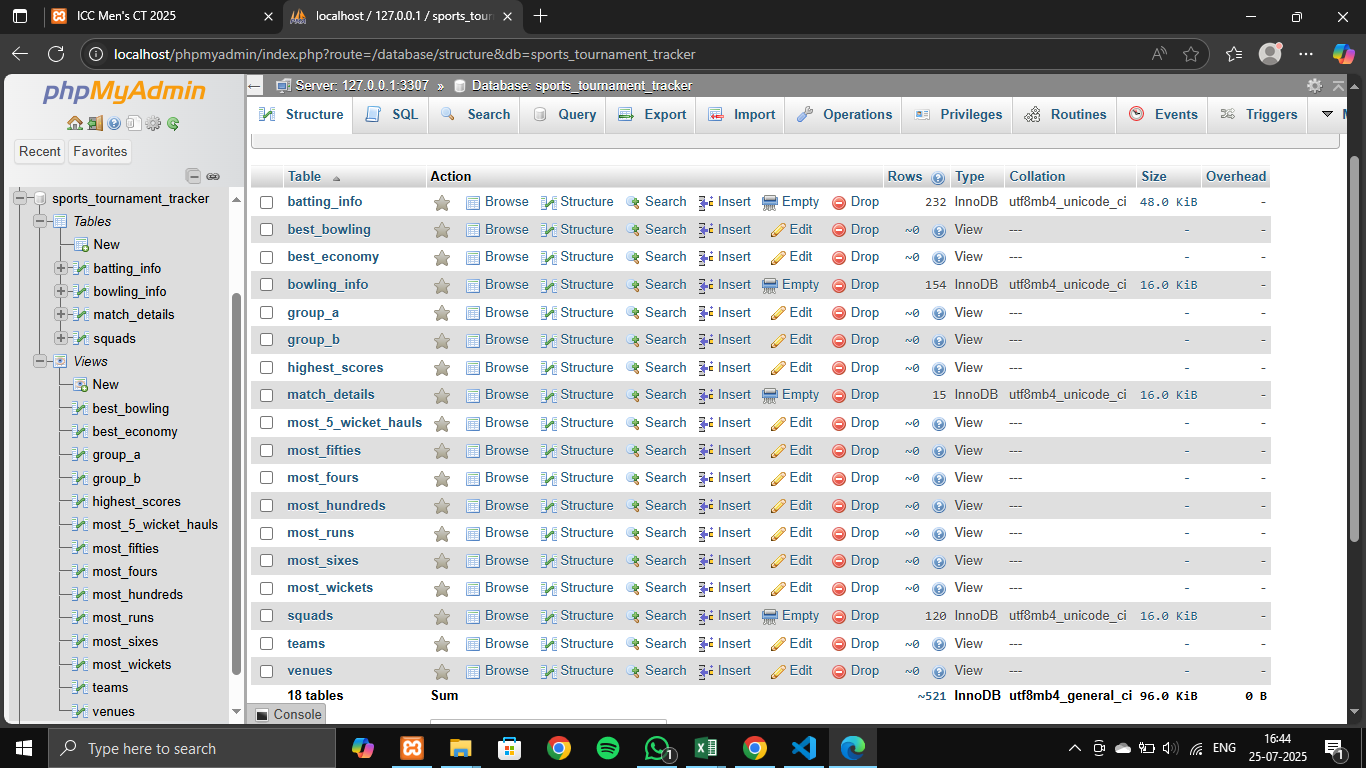 ICC Men's CT 2025
localhost / 127.0.0.1 / sports_tour
localhost/phpmyadmin/index.php?route=/database/structure&db=sports_tournament_tracker
phpMyAdmin
Recent Favorites
sports_tournament_tracker
Tables
New
batting_info
bowling_info
match_details
squads
Views
New
best_bowling
best_economy
group_a
group_b
highest_scores
most_5_wicket_hauls
most_fifties
most_fours
most_hundreds
most_runs
most_sixes
most_wickets
teams
venues
Server: 127.0.0.1:3307 » Database: sports_tournament_tracker
Structure SQL Search Query Export Import Operations Privileges Routines Events Triggers M
Table Action Rows Type Collation Size Overhead
batting_info Browse Structure Search Insert Empty Drop 232 InnoDB utf8mb4_unicode_ci 48.0 KiB -
best_bowling Browse Structure Search Insert Edit Drop ~0 View --- - -
best_economy Browse Structure Search Insert Edit Drop ~0 View --- - -
bowling_info Browse Structure Search Insert Empty Drop 154 InnoDB utf8mb4_unicode_ci 16.0 KiB -
group_a Browse Structure Search Insert Edit Drop ~0 View --- - -
group_b Browse Structure Search Insert Edit Drop ~0 View --- - -
highest_scores Browse Structure Search Insert Edit Drop ~0 View --- - -
match_details Browse Structure Search Insert Empty Drop 15 InnoDB utf8mb4_unicode_ci 16.0 KiB -
most_5_wicket_hauls Browse Structure Search Insert Edit Drop ~0 View --- - -
most_fifties Browse Structure Search Insert Edit Drop ~0 View --- - -
most_fours Browse Structure Search Insert Edit Drop ~0 View --- - -
most_hundreds Browse Structure Search Insert Edit Drop ~0 View --- - -
most_runs Browse Structure Search Insert Edit Drop ~0 View --- - -
most_sixes Browse Structure Search Insert Edit Drop ~0 View --- - -
most_wickets Browse Structure Search Insert Edit Drop ~0 View --- - -
squads Browse Structure Search Insert Empty Drop 120 InnoDB utf8mb4_unicode_ci 16.0 KiB -
teams Browse Structure Search Insert Edit Drop ~0 View --- - -
venues Browse Structure Search Insert Edit Drop ~0 View --- - -
18 tables Sum ~521 InnoDB utf8mb4_general_ci 96.0 KiB 0 B
Console
Type here to search
1
ENG
16:44
25-07-2025
1